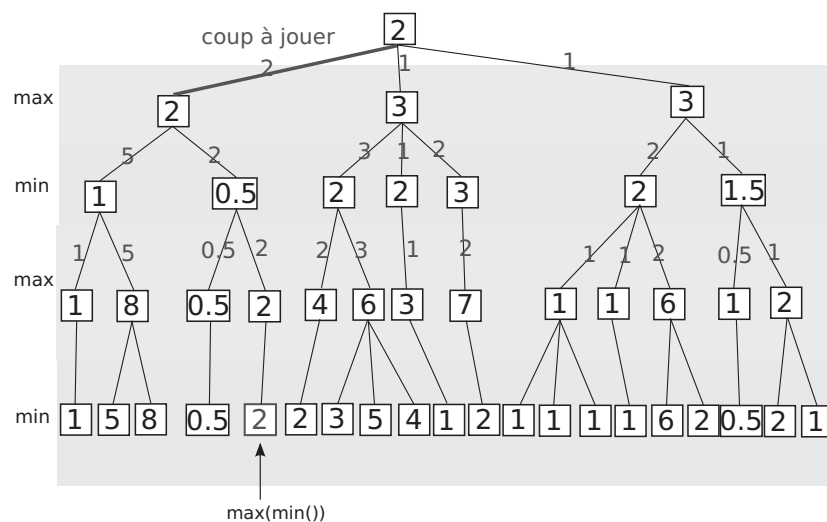 2
coup à jouer
2 1 1
max 2 3 3
5 2 3 1 2 2 1
min 1 0.5 2 2 3 2 1.5
1 5 0.5 2 2 3 1 2 1 1 2 0.5 1
max 1 8 0.5 2 4 6 3 7 1 1 6 1 2
min 1 5 8 0.5 2 2 3 5 4 1 2 1 1 1 1 6 2 0.5 2 1
max(min())